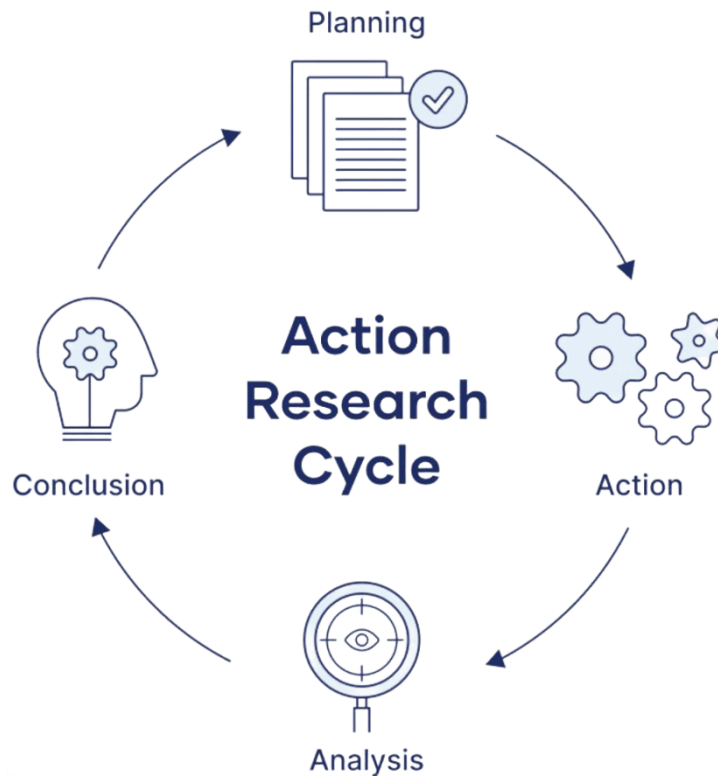 Planning
Action
Research
Cycle
Conclusion
Action
Analysis